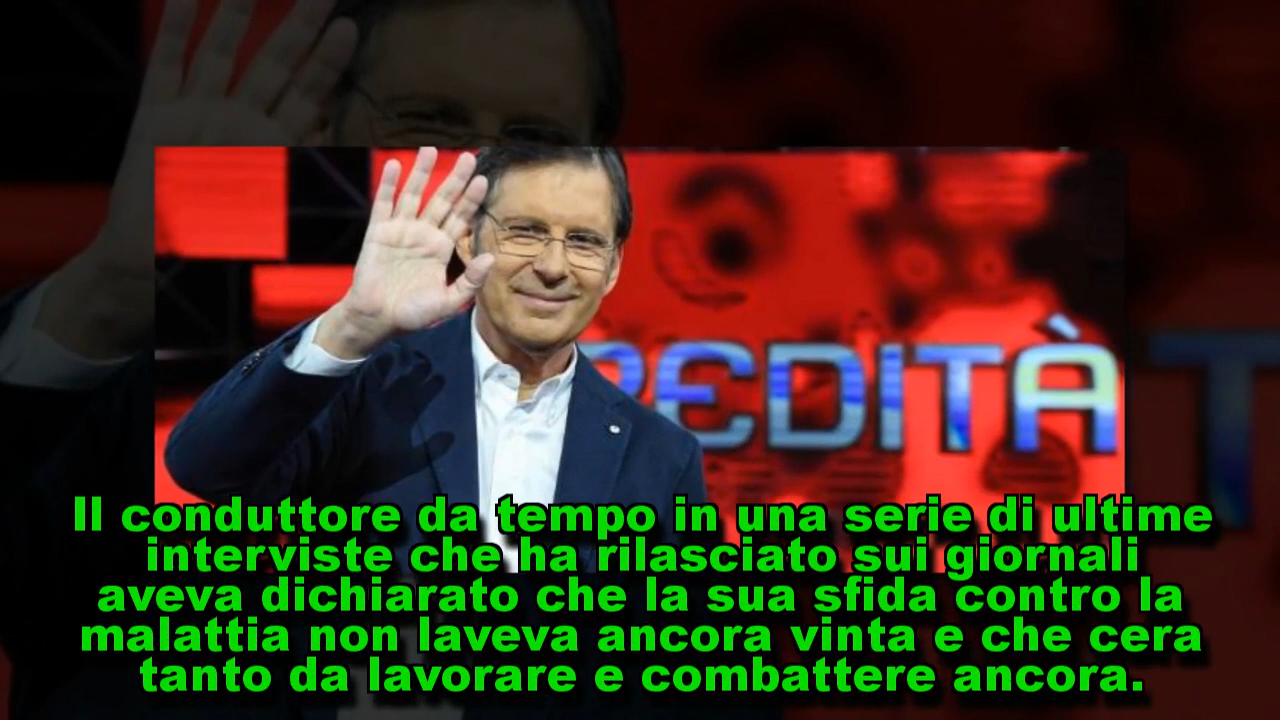 REDITÀ
Il conduttore da tempo in una serie di ultime
interviste che ha rilasciato sui giornali
aveva dichiarato che la sua sfida contro la
malattia non laveva ancora vinta e che cera
tanto da lavorare e combattere ancora.